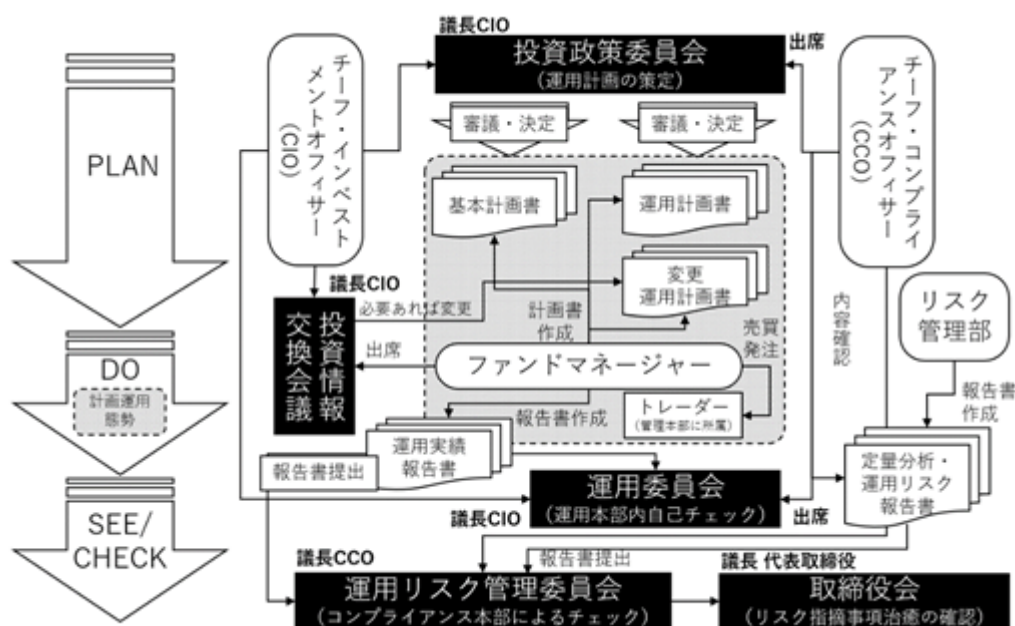 議長CIO
投資政策委員会
(運用計画の策定)
出席
チーフ・インベスト
メントオフィサー
(CIO)
チーフ・コンプライ
アンスオフィサー
(CCO)
PLAN
審議・決定
審議・決定
基本計画書
運用計画書
変更
運用計画書
議長CIO
必要あれば変更
投資情報
交換会議
出席
計画書
作成
売買
発注
ファンドマネージャー
内容確認
リスク
管理部
報告書
作成
DO
計画運用
態勢
報告書作成
トレーダー
(管理本部に所属)
運用実績
報告書
報告書提出
定量分析・
運用リスク
報告書
運用委員会
(運用本部内自己チェック)
議長CIO
出席
SEE/
CHECK
議長CCO
報告書提出
議長 代表取締役
運用リスク管理委員会
(コンプライアンス本部によるチェック)
取締役会
(リスク指摘事項治癒の確認)